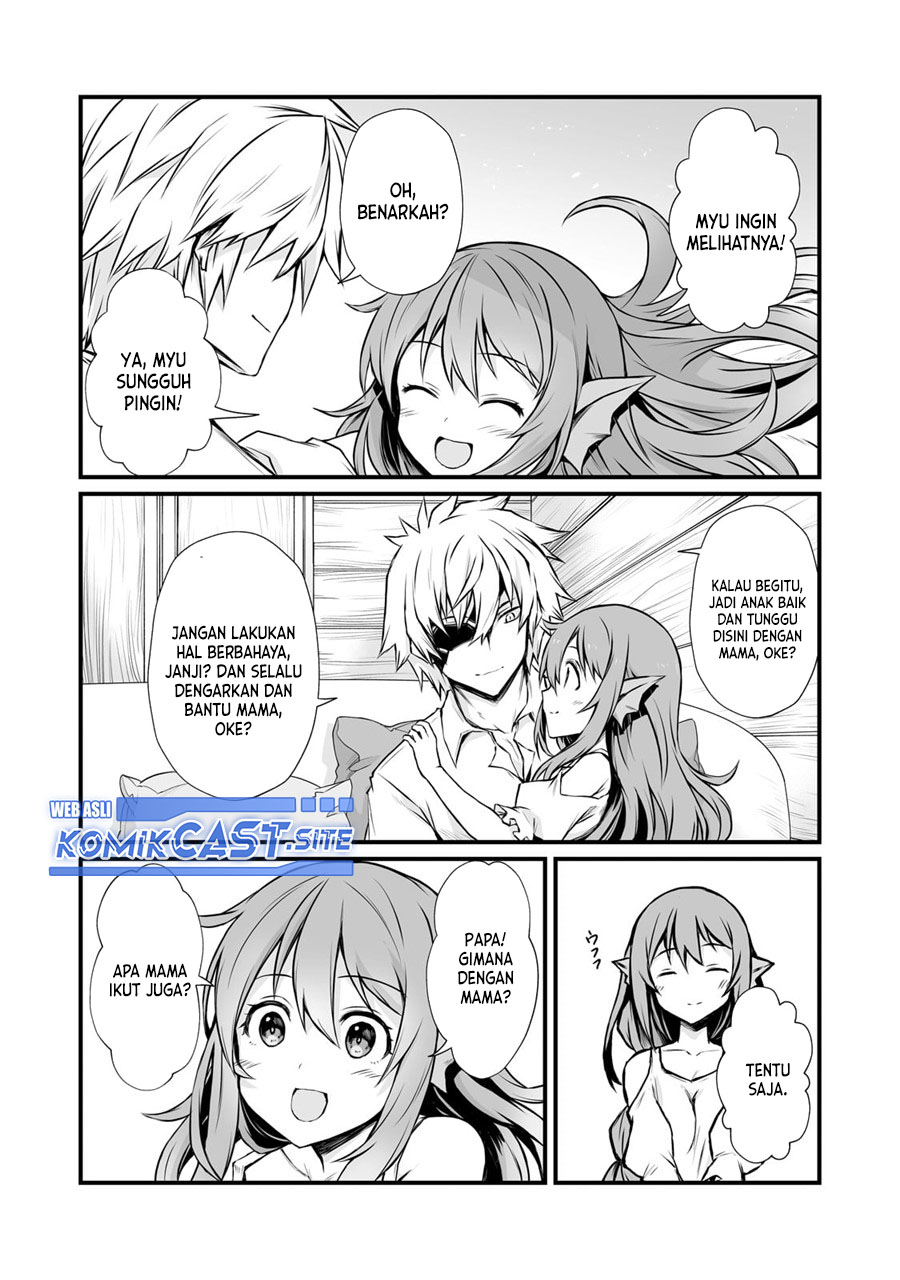 MYU INGIN
MELIHATNYA!
OH,
BENARKAH?
YA, MYU
SUNGGUH
PINGIN!
KALAU BEGITU,
JADI ANAK BAIK
DAN TUNGGU
DISINI DENGAN
MAMA, OKE?
JANGAN LAKUKAN
HAL BERBAHAYA,
JANJI? DAN SELALU
DENGARKAN DAN
BANTU MAMA,
OKE?
WEB ASLI
KOMIKCAST.SITE
ウフフ
TENTU
SAJA.
PAPA!
GIMANA
DENGAN
MAMA?
APA MAMA
IKUT JUGA?